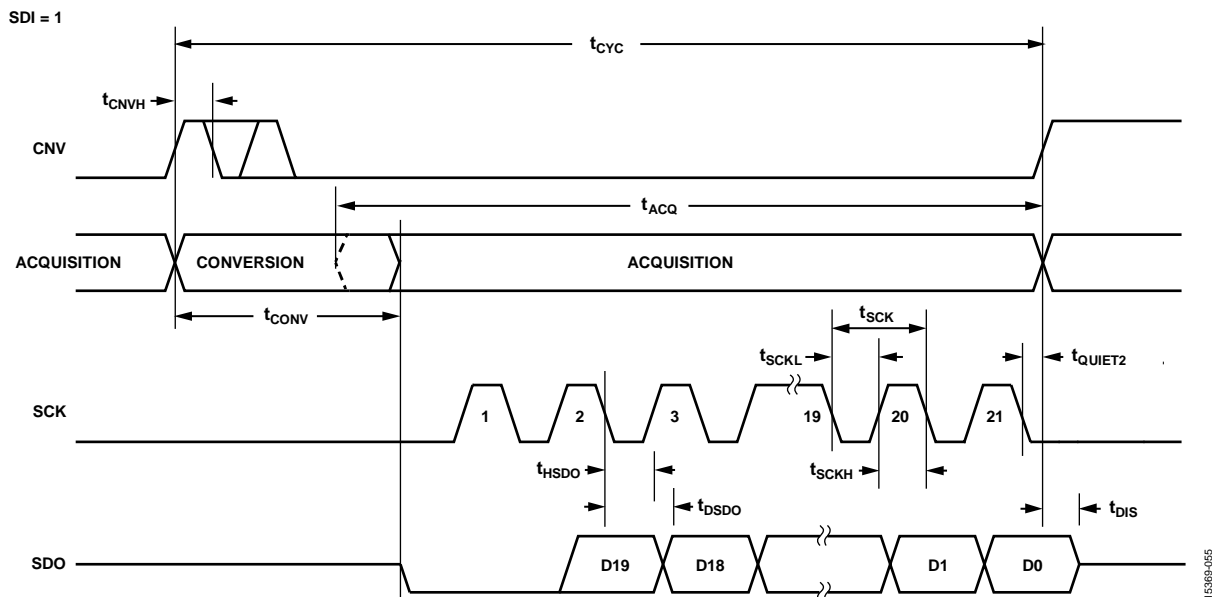 SDI = 1
tCYC
tCNVH
CNV
tACQ
ACQUISITION CONVERSION ACQUISITION
tCONV
tSCK
tSCKL tQUIET2
SCK 1 2 3 19 20 21
tHSDO tSCKH
tDSDO tDIS
SDO D19 D18 D1 D0
15369-055